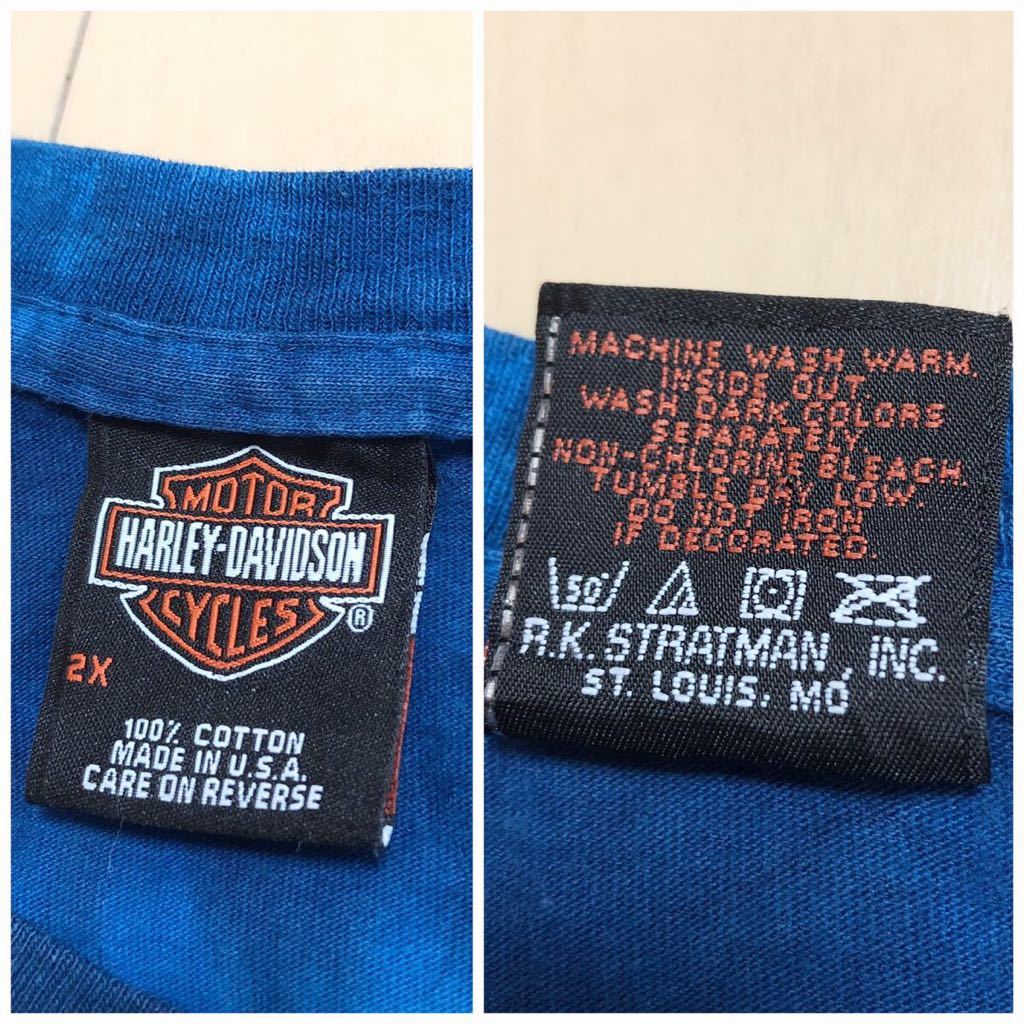 MOTOR
HARLEY-DAVIDSON
CYCLES
®
2X
100% COTTON
MADE IN U.S.A.
CARE ON REVERSE
MACHINE WASH WARM.
INSIDE OUT
WASH DARK COLORS
SEPARATELY
NON-CHLORINE BLEACH.
TUMBLE DRY LOW.
DO NOT IRON
IF DECORATED.
50°
R.K. STRATMAN, INC.
ST. LOUIS, MO